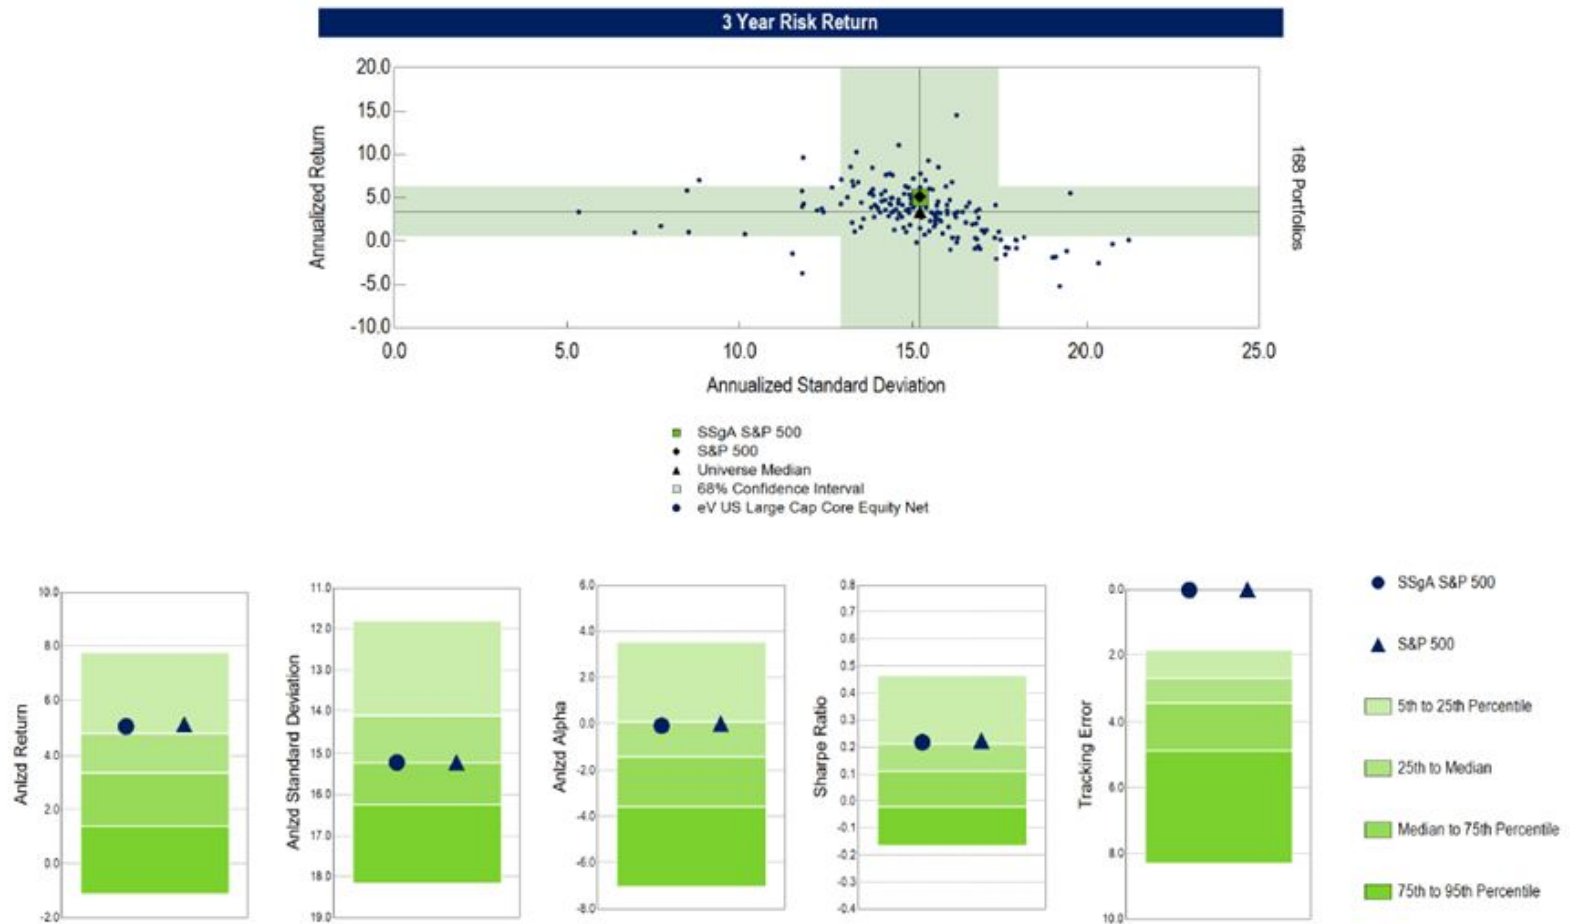 3 Year Risk Return
20.0
15.0
10.0
5.0
0.0
-5.0
-10.0
Annualized Return
168 Portfolios
0.0 5.0 10.0 15.0 20.0 25.0
Annualized Standard Deviation
SSgA S&P 500
S&P 500
Universe Median
68% Confidence Interval
eV US Large Cap Core Equity Net
Anlzd Return
10.0
8.0
6.0
4.0
2.0
0.0
-2.0
Anlzd Standard Deviation
11.0
12.0
13.0
14.0
15.0
16.0
17.0
18.0
19.0
Anlzd Alpha
6.0
4.0
2.0
0.0
-2.0
-4.0
-6.0
-8.0
Sharpe Ratio
0.8
0.7
0.6
0.5
0.4
0.3
0.2
0.1
0.0
-0.1
-0.2
-0.3
-0.4
Tracking Error
0.0
2.0
4.0
6.0
8.0
10.0
SSgA S&P 500
S&P 500
5th to 25th Percentile
25th to Median
Median to 75th Percentile
75th to 95th Percentile